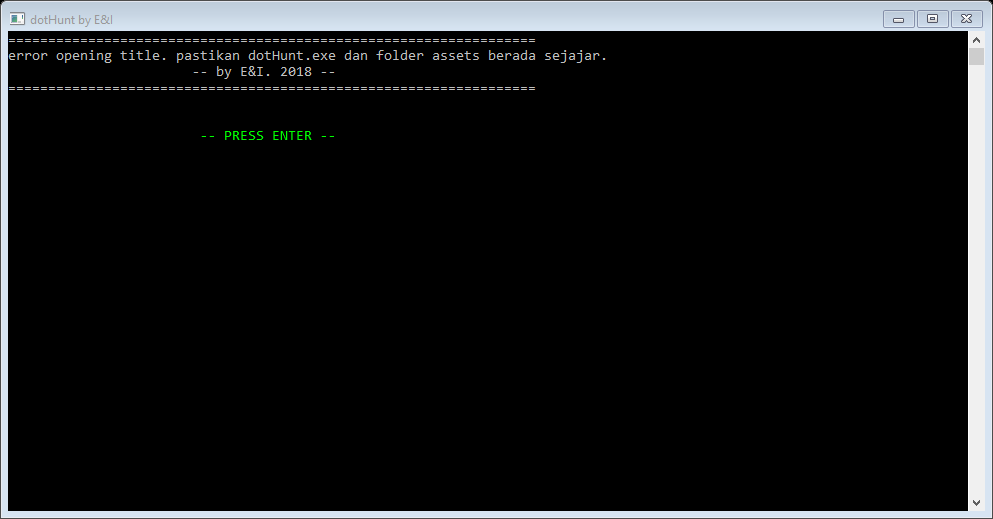 dotHunt by E&I
==================================================================
error opening title. pastikan dotHunt.exe dan folder assets berada sejajar.
-- by E&I. 2018 --
==================================================================
-- PRESS ENTER --